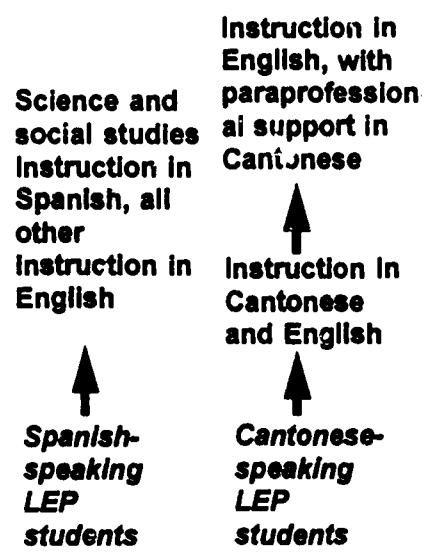 Science and
social studies
Instruction in
Spanish, all
other
Instruction in
English
Spanish-
speaking
LEP
students
Instruction in
English, with
paraprofession-
al support in
Cantonese
Instruction in
Cantonese
and English
Cantonese-
speaking
LEP
students